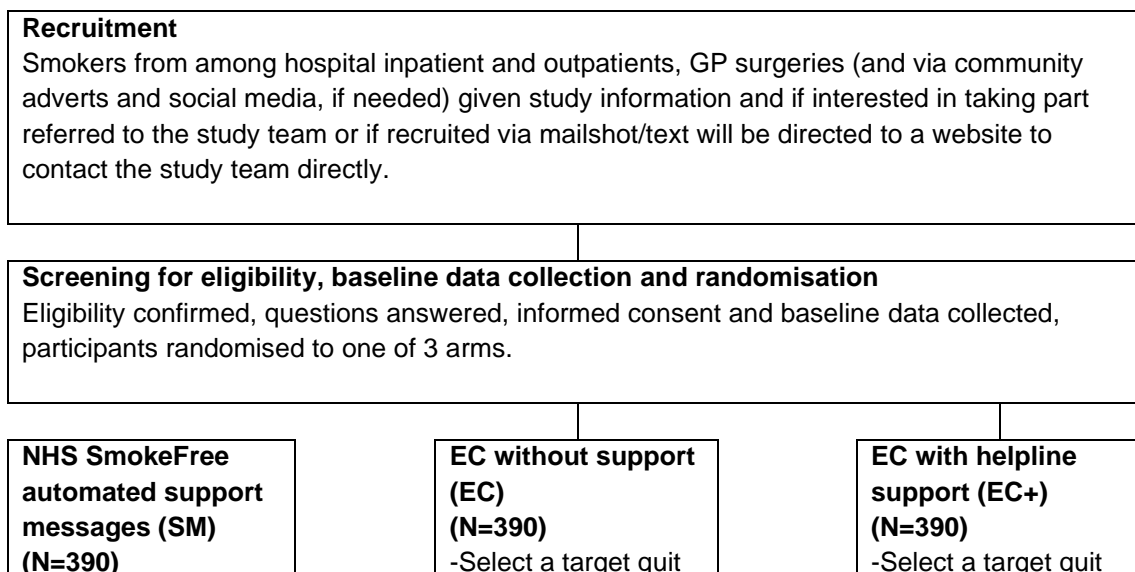 Recruitment
Smokers from among hospital inpatient and outpatients, GP surgeries (and via community
adverts and social media, if needed) given study information and if interested in taking part
referred to the study team or if recruited via mailshot/text will be directed to a website to
contact the study team directly.
Screening for eligibility, baseline data collection and randomisation
Eligibility confirmed, questions answered, informed consent and baseline data collected,
participants randomised to one of 3 arms.
NHS SmokeFree
automated support
messages (SM)
(N=390)
EC without support
(EC)
(N=390)
-Select a target quit
EC with helpline
support (EC+)
(N=390)
-Select a target quit